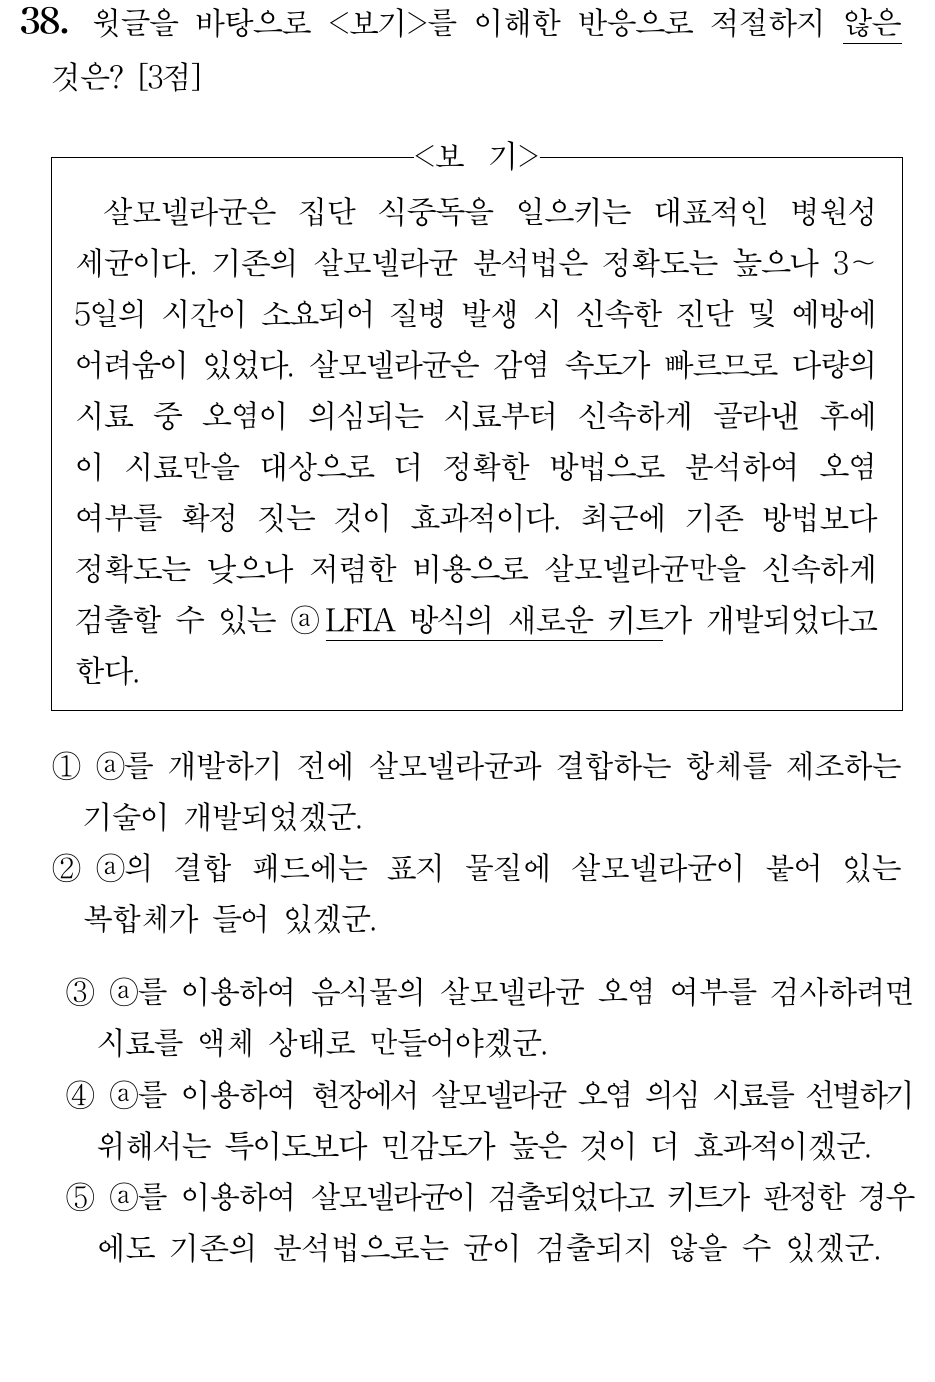 38. 윗글을 바탕으로 <보기>를 이해한 반응으로 적절하지 않은
것은? [3점]
<보 기>
살모넬라균은 집단 식중독을 일으키는 대표적인 병원성
세균이다. 기존의 살모넬라균 분석법은 정확도는 높으나 3~
5일의 시간이 소요되어 질병 발생 시 신속한 진단 및 예방에
어려움이 있었다. 살모넬라균은 감염 속도가 빠르므로 다량의
시료 중 오염이 의심되는 시료부터 신속하게 골라낸 후에
이 시료만을 대상으로 더 정확한 방법으로 분석하여 오염
여부를 확정 짓는 것이 효과적이다. 최근에 기존 방법보다
정확도는 낮으나 저렴한 비용으로 살모넬라균만을 신속하게
검출할 수 있는 ⓐLFIA 방식의 새로운 키트가 개발되었다고
한다.
① ⓐ를 개발하기 전에 살모넬라균과 결합하는 항체를 제조하는
기술이 개발되었겠군.
② ⓐ의 결합 패드에는 표지 물질에 살모넬라균이 붙어 있는
복합체가 들어 있겠군.
③ ⓐ를 이용하여 음식물의 살모넬라균 오염 여부를 검사하려면
시료를 액체 상태로 만들어야겠군.
④ ⓐ를 이용하여 현장에서 살모넬라균 오염 의심 시료를 선별하기
위해서는 특이도보다 민감도가 높은 것이 더 효과적이겠군.
⑤ ⓐ를 이용하여 살모넬라균이 검출되었다고 키트가 판정한 경우
에도 기존의 분석법으로는 균이 검출되지 않을 수 있겠군.